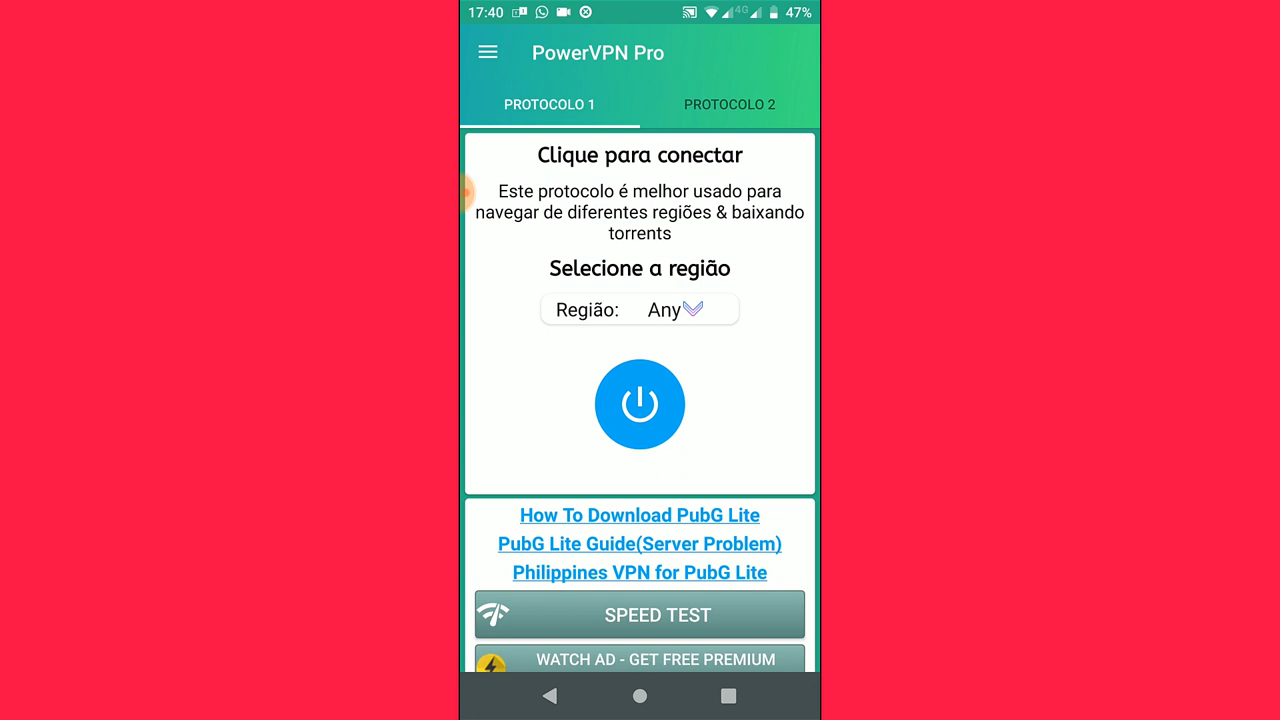 17:40
4G
47%
PowerVPN Pro
PROTOCOLO 1
PROTOCOLO 2
Clique para conectar
Este protocolo é melhor usado para
navegar de diferentes regiões & baixando
torrents
Selecione a região
Região: Any
How To Download PubG Lite
PubG Lite Guide(Server Problem)
Philippines VPN for PubG Lite
SPEED TEST
WATCH AD - GET FREE PREMIUM